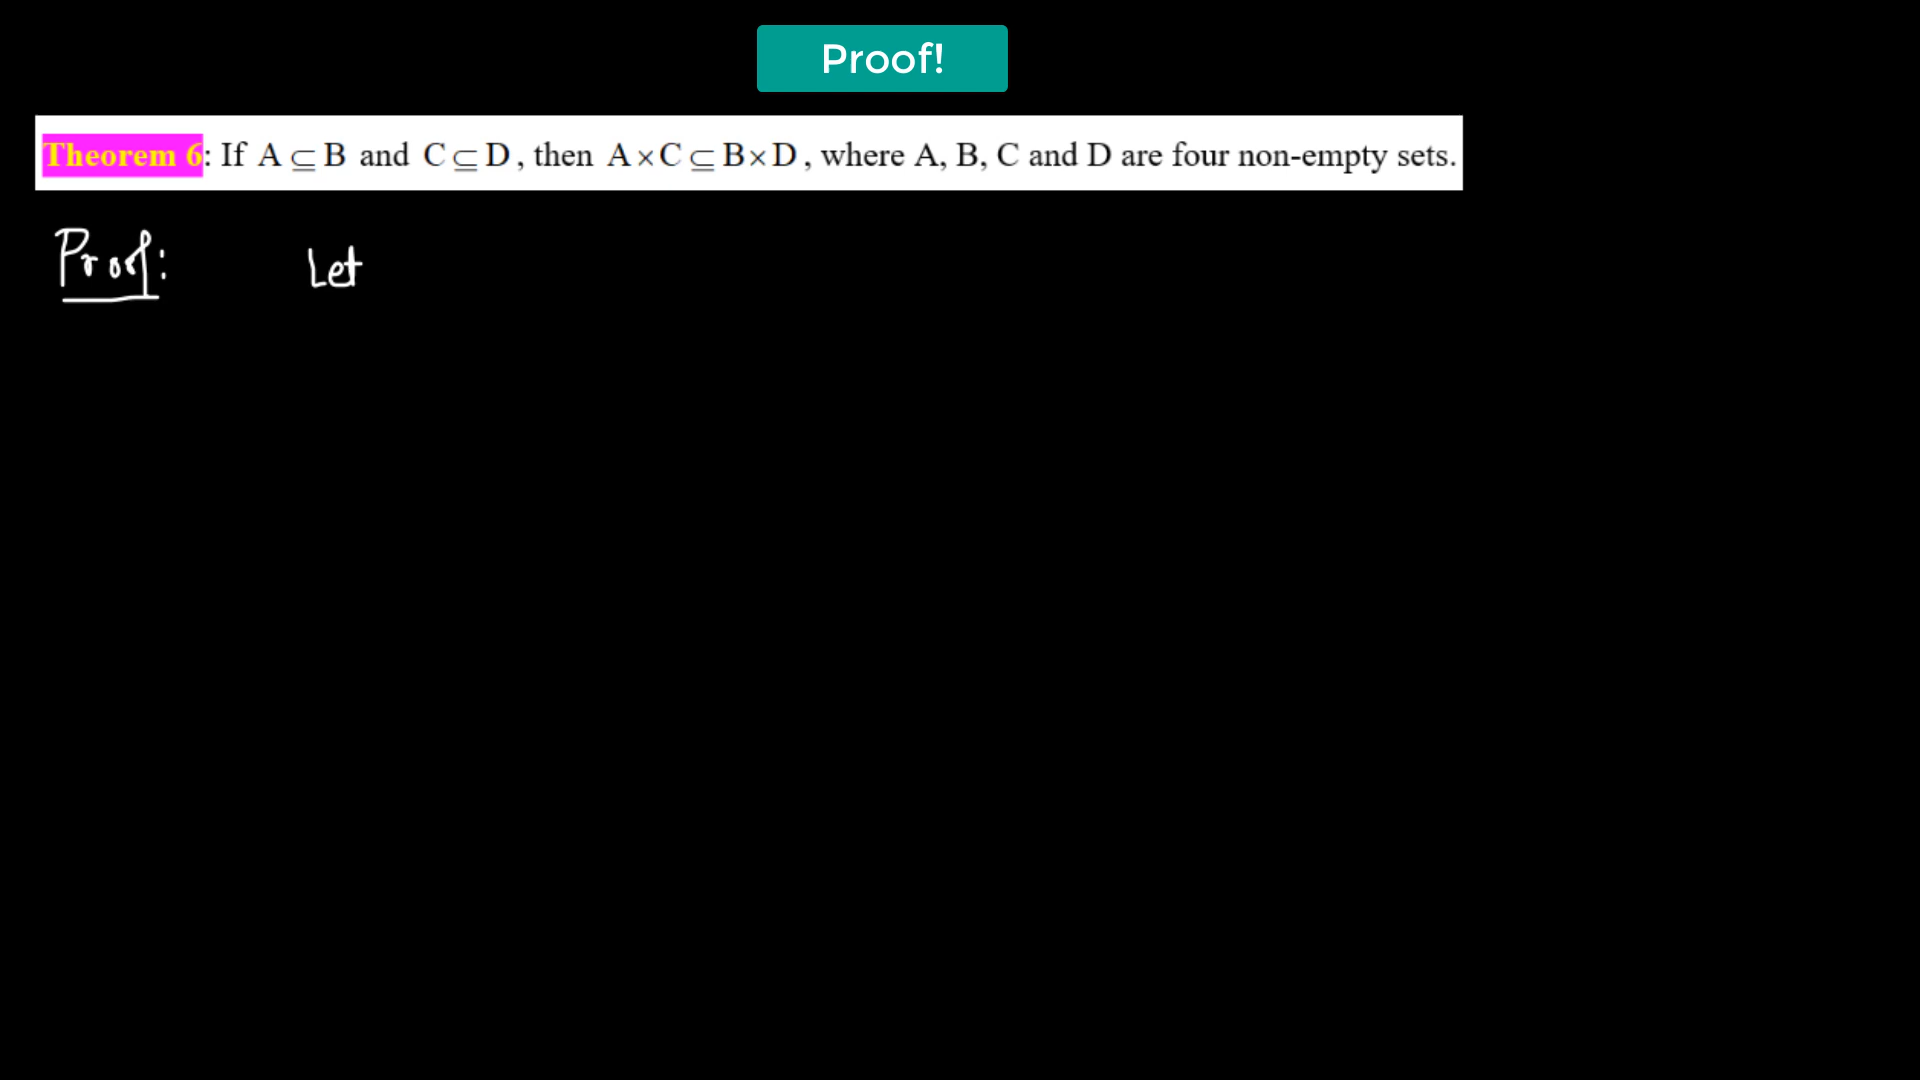 Proof!
Theorem 6: If A ⊆ B and C ⊆ D, then A×C ⊆ B×D, where A, B, C and D are four non-empty sets.
Proof: Let